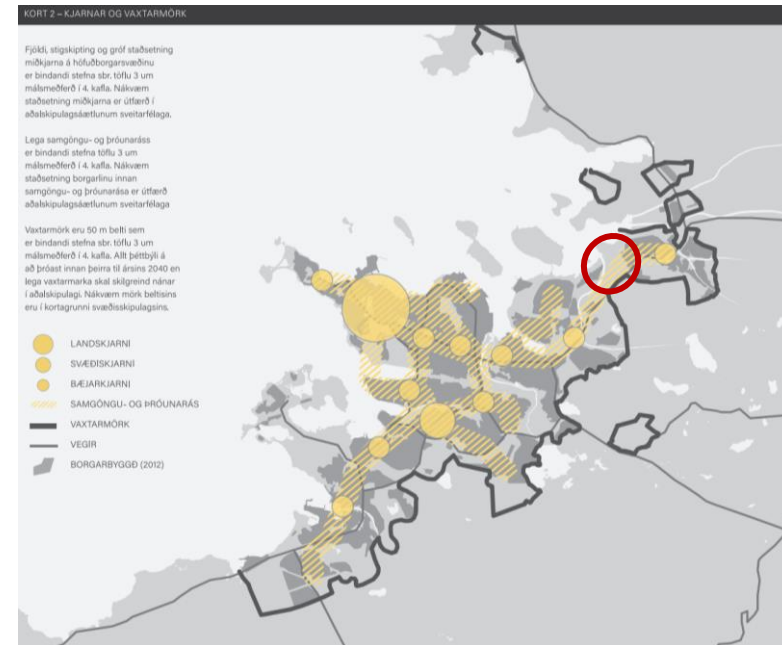 KORT 2 – KJARNAR OG VAXTARMÖRK
Fjöldi, stigskipting og gróf staðsetning
miðkjarna á höfuðborgarsvæðinu
er bindandi stefna sbr. töflu 3 um
málsmeðferð í 4. kafla. Nákvæm
staðsetning miðkjarna er útfærð í
aðalskipulagsáætlunum sveitarfélaga.
Lega samgöngu- og þróunaráss
er bindandi stefna töflu 3 um
málsmeðferð í 4. kafla. Nákvæm
staðsetning borgarlínu innan
samgöngu- og þróunarása er útfærð
aðalskipulagsáætlunum sveitarfélaga
Vaxtarmörk eru 50 m belti sem
er bindandi stefna sbr. töflu 3 um
málsmeðferð í 4. kafla. Allt þéttbýli á
að þróast innan þeirra til ársins 2040 en
lega vaxtarmarka skal skilgreind nánar
í aðalskipulagi. Nákvæm mörk beltisins
eru í kortagrunni svæðisskipulagsins.
LANDSKJARNI
SVÆÐISKJARNI
BÆJARKJARNI
SAMGÖNGU- OG ÞRÓUNARÁS
VAXTARMÖRK
VEGIR
BORGARBYGGÐ (2012)